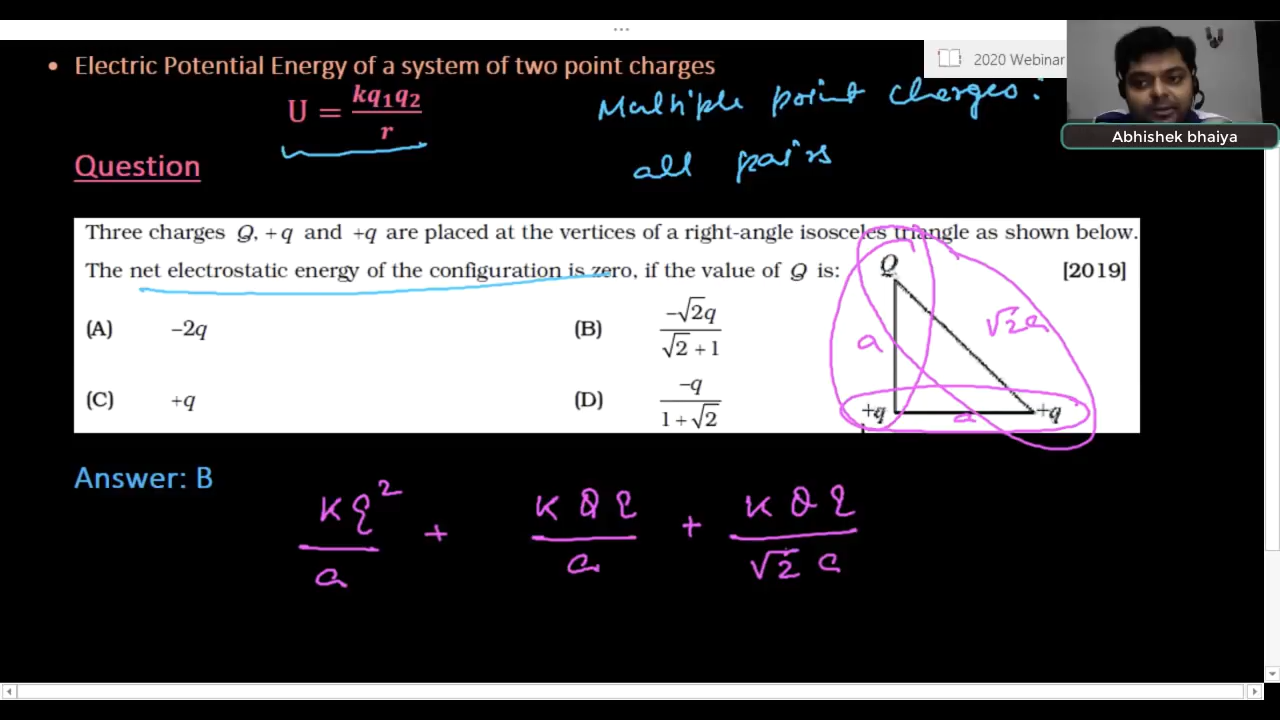 ...
2020 Webinar
Abhishek bhaiya
• Electric Potential Energy of a system of two point charges
U = kq₁q₂/r
Multiple point charges:
all pairs
Question
Three charges Q, +q and +q are placed at the vertices of a right-angle isosceles triangle as shown below.
The net electrostatic energy of the configuration is zero, if the value of Q is: [2019]
(A) -2q (B) -√2q/√2 + 1
(C) +q (D) -q/1 + √2
Q
a √2a
+q a +q
Answer: B
Kq²/a + KQq/a + KQq/√2 a